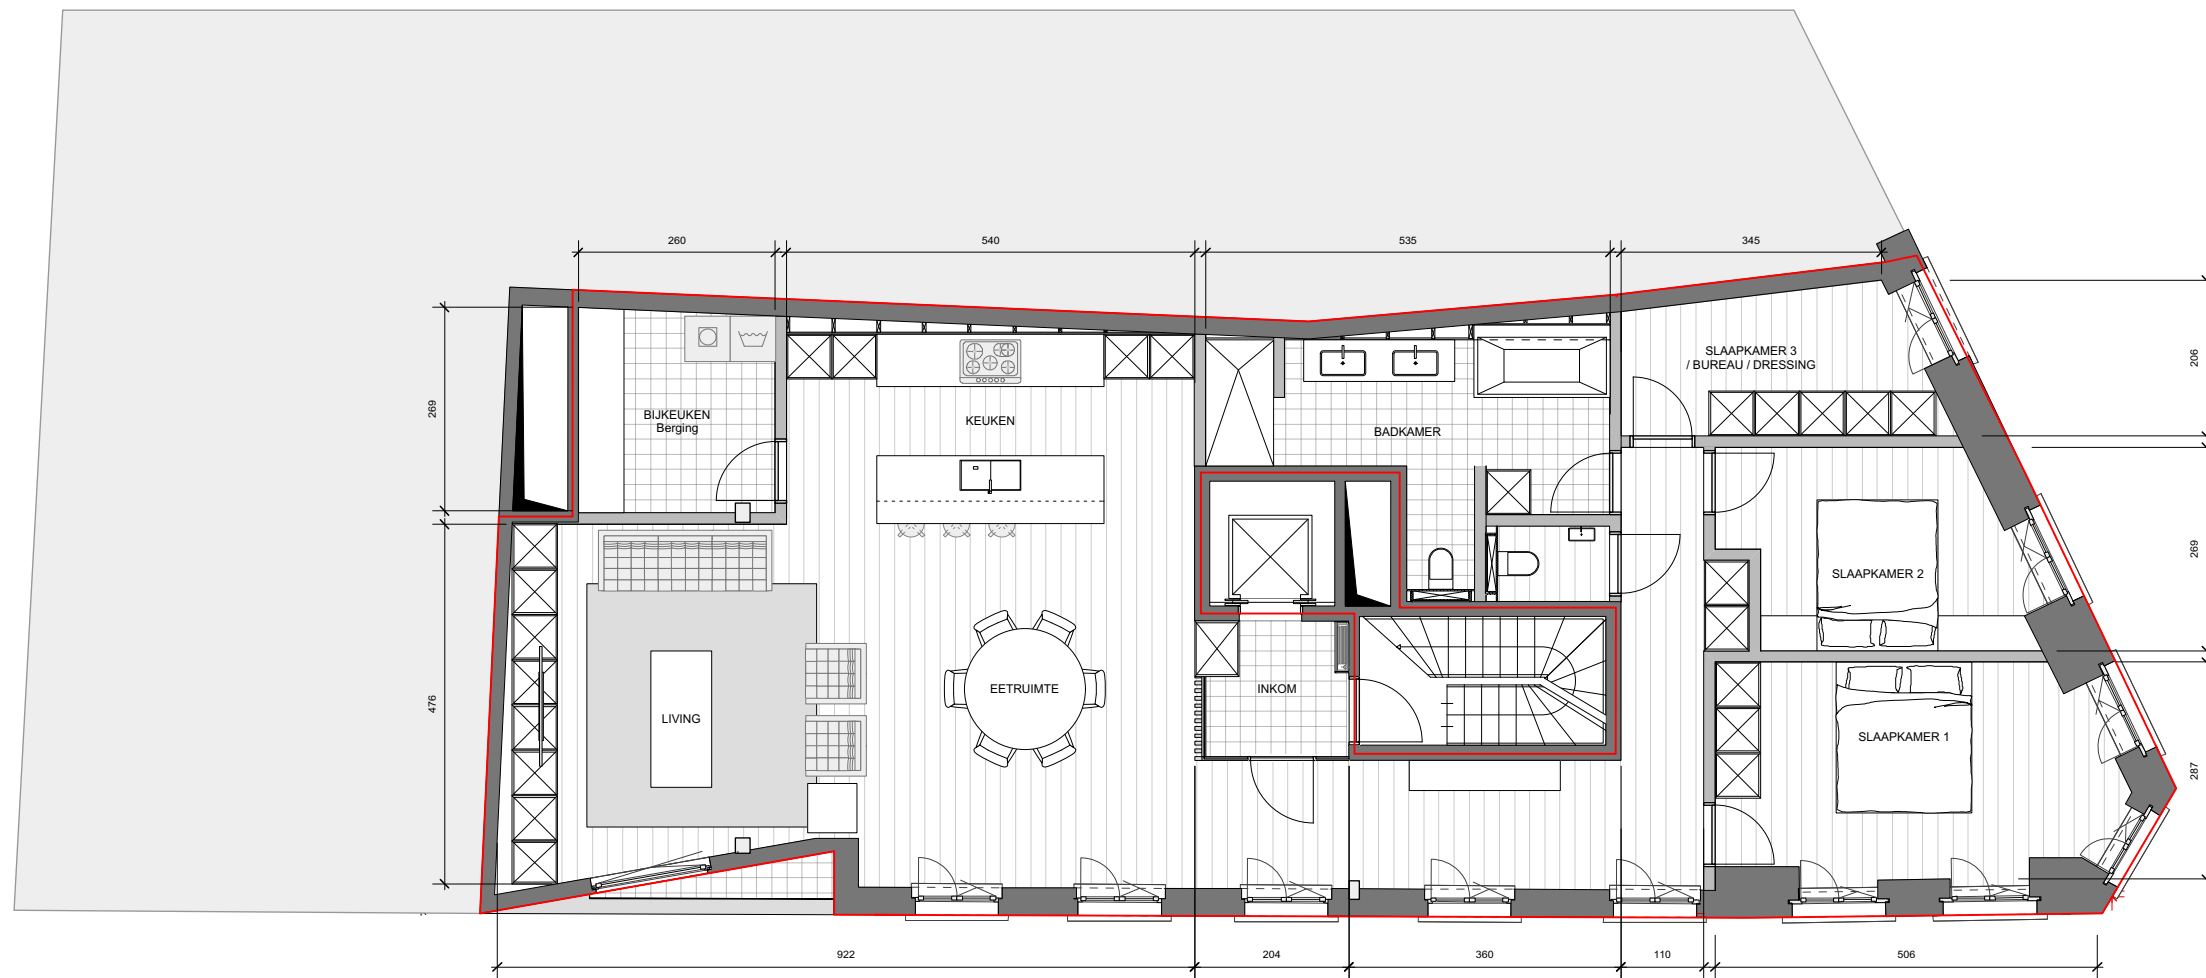 260
540
535
345
206
269
269
287
476
SLAAPKAMER 3
/ BUREAU / DRESSING
BIJKEUKEN
Berging
KEUKEN
BADKAMER
SLAAPKAMER 2
EETRUIMTE
INKOM
LIVING
SLAAPKAMER 1
922
204
360
110
506